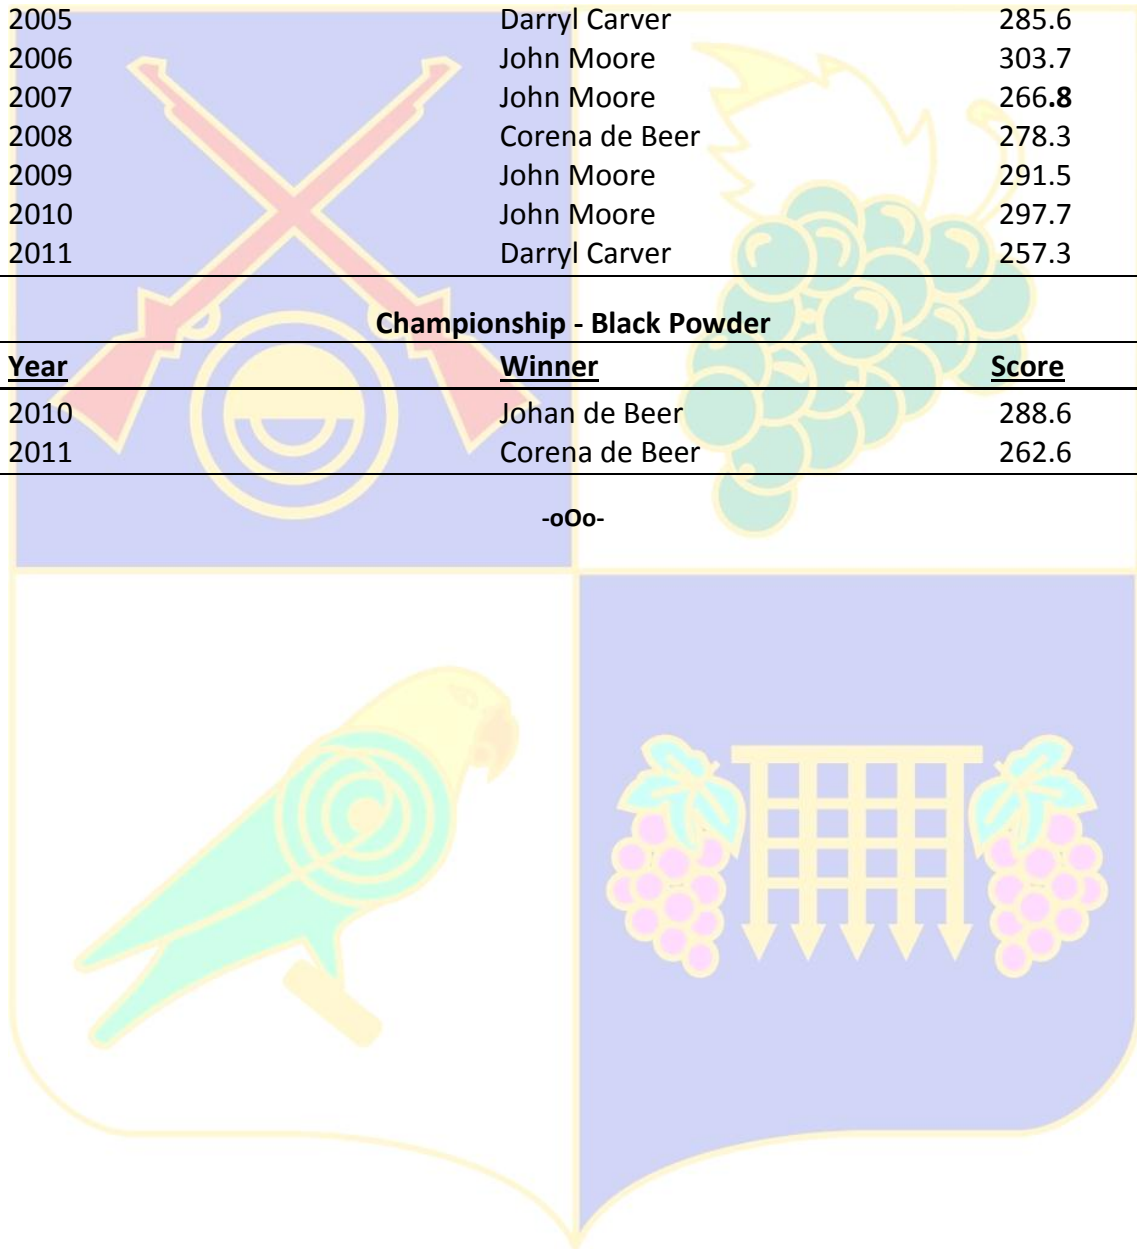 2005 Darryl Carver 285.6
2006 John Moore 303.7
2007 John Moore 266.8
2008 Corena de Beer 278.3
2009 John Moore 291.5
2010 John Moore 297.7
2011 Darryl Carver 257.3
Championship - Black Powder
Year Winner Score
2010 Johan de Beer 288.6
2011 Corena de Beer 262.6
-oOo-